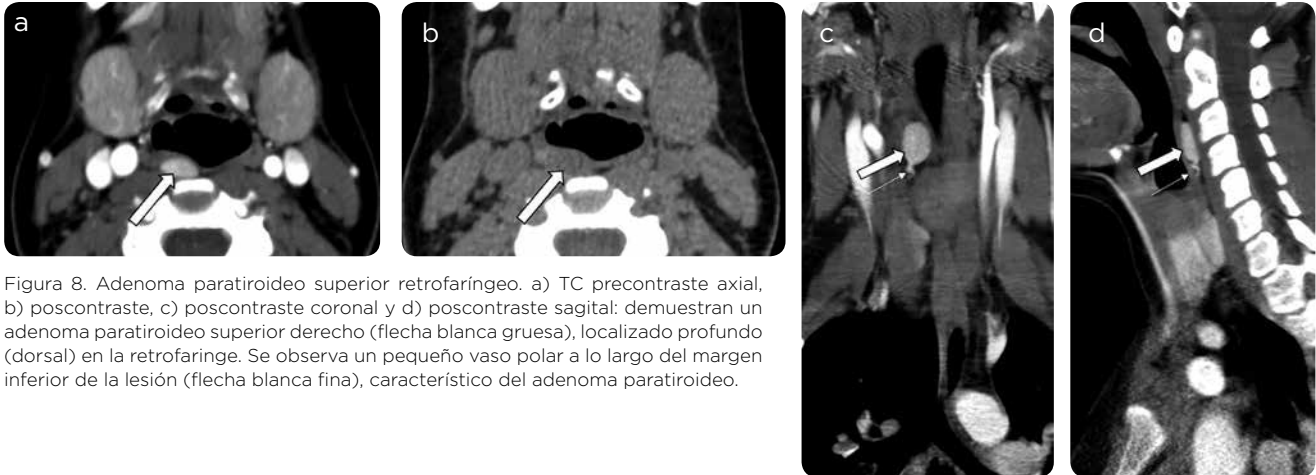 a
b
c
d
Figura 8. Adenoma paratiroideo superior retrofaríngeo. a) TC precontraste axial,
b) poscontraste, c) poscontraste coronal y d) poscontraste sagital: demuestran un
adenoma paratiroideo superior derecho (flecha blanca gruesa), localizado profundo
(dorsal) en la retrofaringe. Se observa un pequeño vaso polar a lo largo del margen
inferior de la lesión (flecha blanca fina), característico del adenoma paratiroideo.